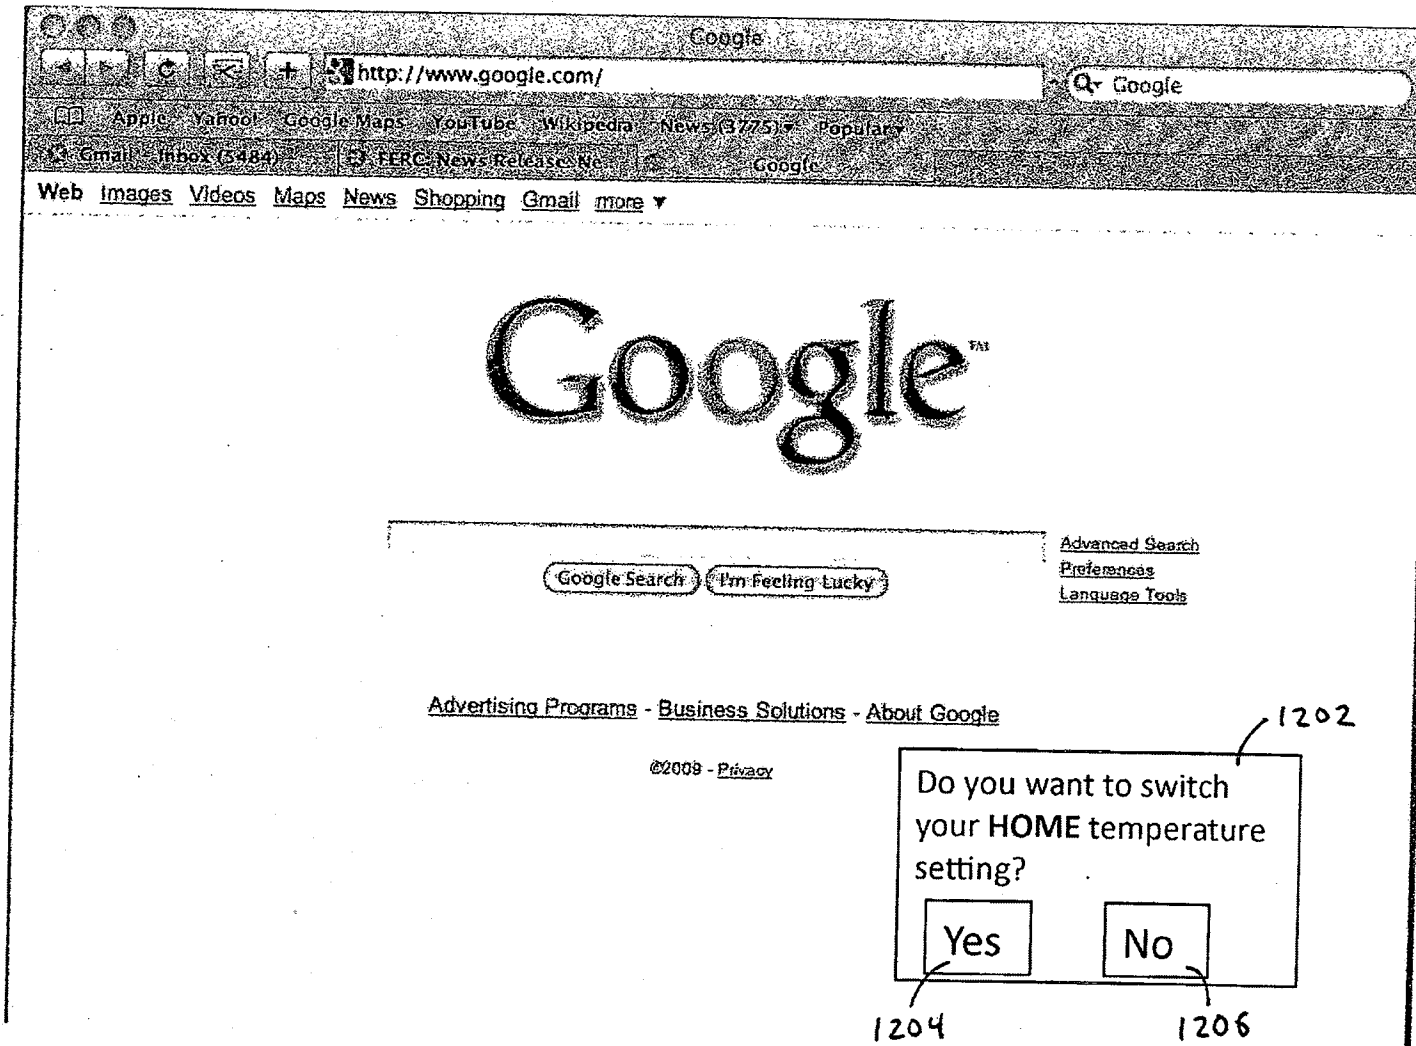 Google
http://www.google.com/
Google
Apple Yahoo! Google Maps YouTube Wikipedia News (3775) Popular
Gmail - Inbox (5484) FERC: News Release: Ne
Google
Web Images Videos Maps News Shopping Gmail more
Google™
Advanced Search
Preferences
Language Tools
Google Search I'm Feeling Lucky
Advertising Programs - Business Solutions - About Google
©2009 - Privacy
1202
Do you want to switch
your HOME temperature
setting?
Yes No
1204 1206